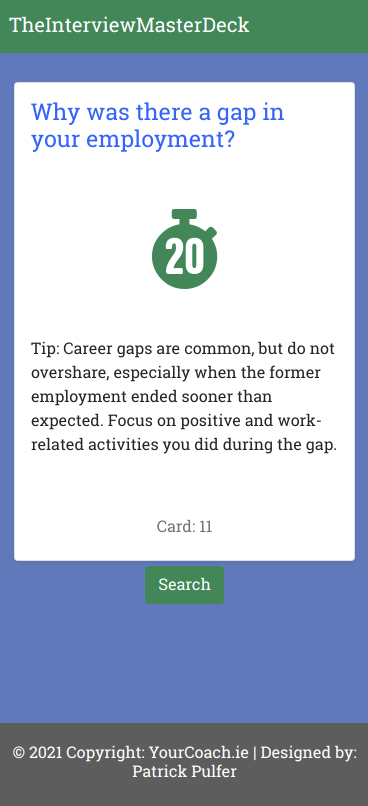 TheInterviewMasterDeck
Why was there a gap in
your employment?
20
Tip: Career gaps are common, but do not
overshare, especially when the former
employment ended sooner than
expected. Focus on positive and work-
related activities you did during the gap.
Card: 11
Search
© 2021 Copyright: YourCoach.ie | Designed by:
Patrick Pulfer